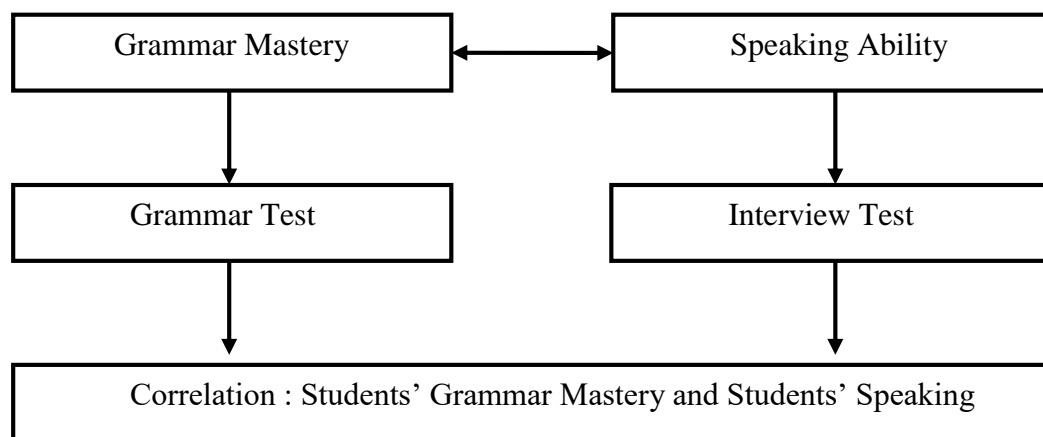 Grammar Mastery
Speaking Ability
Grammar Test
Interview Test
Correlation : Students’ Grammar Mastery and Students’ Speaking